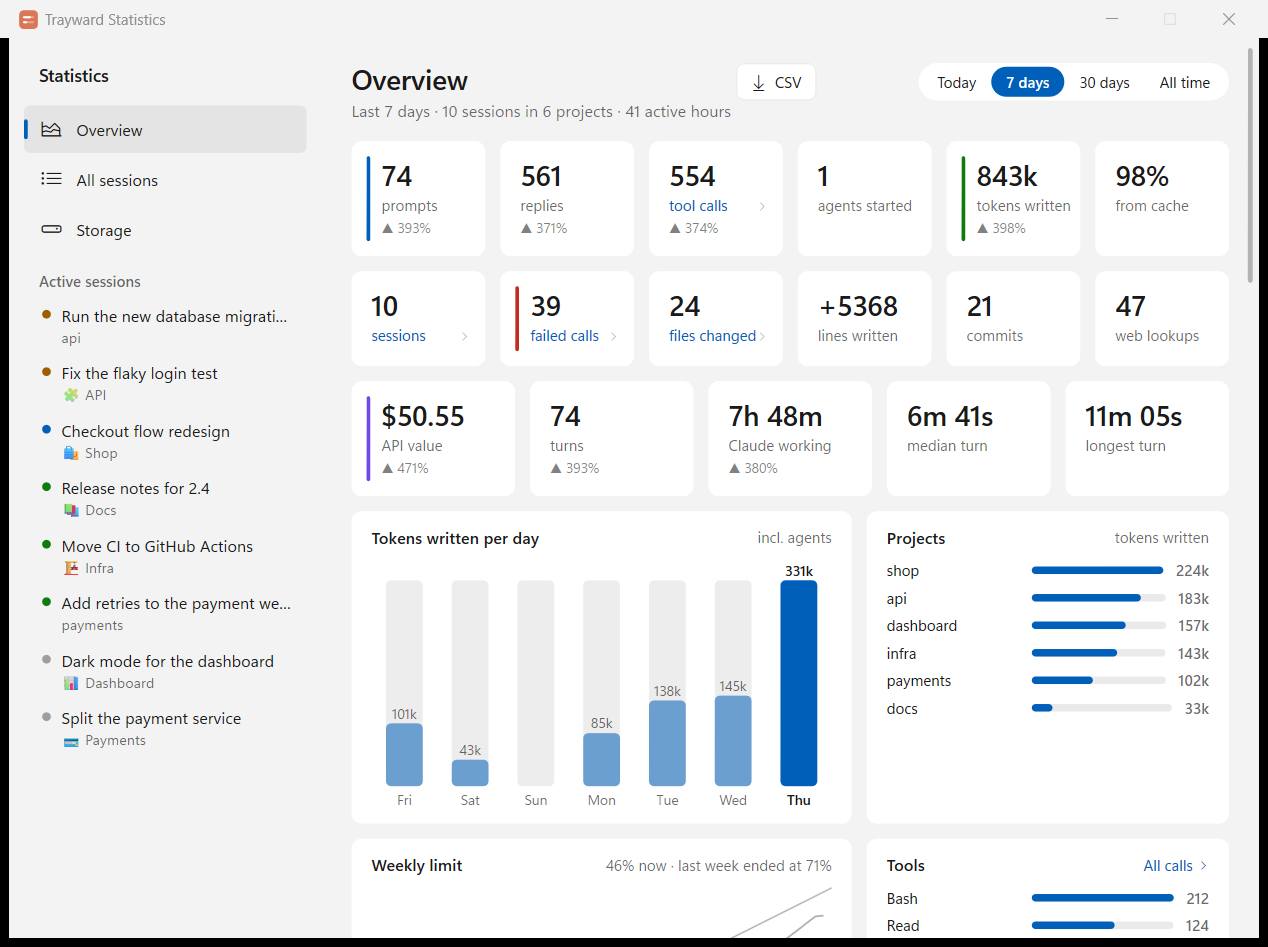 Trayward Statistics
Statistics
Overview
All sessions
Storage
Active sessions
Run the new database migrati...
api
Fix the flaky login test
API
Checkout flow redesign
Shop
Release notes for 2.4
Docs
Move CI to GitHub Actions
Infra
Add retries to the payment we...
payments
Dark mode for the dashboard
Dashboard
Split the payment service
Payments
Overview
Last 7 days · 10 sessions in 6 projects · 41 active hours
CSV
Today 7 days 30 days All time
74
prompts
▲ 393%
561
replies
▲ 371%
554
tool calls
▲ 374%
1
agents started
843k
tokens written
▲ 398%
98%
from cache
10
sessions
39
failed calls
24
files changed
+5368
lines written
21
commits
47
web lookups
$50.55
API value
▲ 471%
74
turns
▲ 393%
7h 48m
Claude working
▲ 380%
6m 41s
median turn
11m 05s
longest turn
Tokens written per day incl. agents
101k 43k 85k 138k 145k 331k
Fri Sat Sun Mon Tue Wed Thu
Projects tokens written
shop 224k
api 183k
dashboard 157k
infra 143k
payments 102k
docs 33k
Weekly limit 46% now · last week ended at 71%
Tools All calls
Bash 212
Read 124